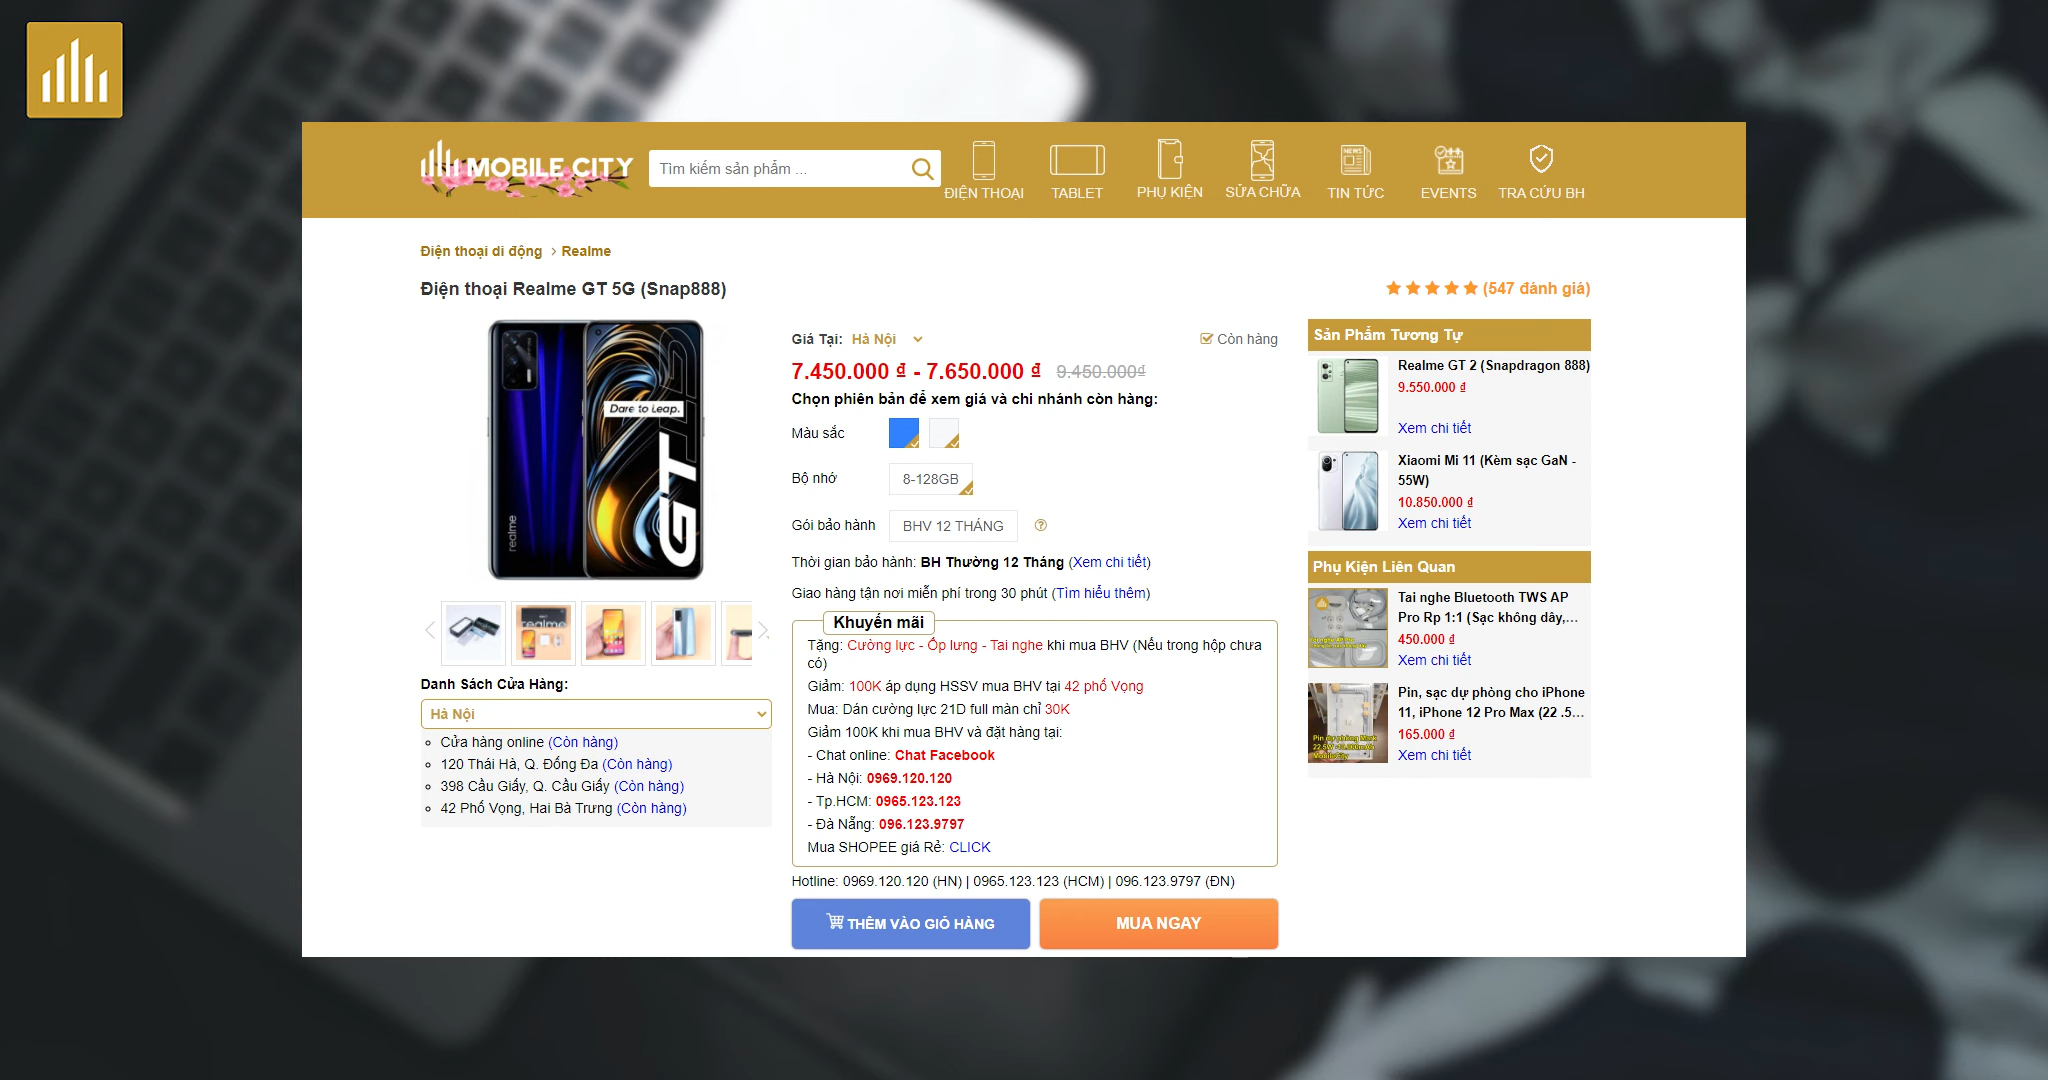 MOBILE CITY
Tìm kiếm sản phẩm ...
ĐIỆN THOẠI
TABLET
PHỤ KIỆN
SỬA CHỮA
NEWS
TIN TỨC
EVENTS
TRA CỨU BH
Điện thoại di động > Realme
Điện thoại Realme GT 5G (Snap888)
(547 đánh giá)
Dare to Leap.
GT
realme
realme
Danh Sách Cửa Hàng:
Hà Nội
Cửa hàng online (Còn hàng)
120 Thái Hà, Q. Đống Đa (Còn hàng)
398 Cầu Giấy, Q. Cầu Giấy (Còn hàng)
42 Phố Vọng, Hai Bà Trưng (Còn hàng)
Giá Tại: Hà Nội
Còn hàng
7.450.000 ₫ - 7.650.000 ₫ 9.450.000₫
Chọn phiên bản để xem giá và chi nhánh còn hàng:
Màu sắc
Bộ nhớ 8-128GB
Gói bảo hành BHV 12 THÁNG
Thời gian bảo hành: BH Thường 12 Tháng (Xem chi tiết)
Giao hàng tận nơi miễn phí trong 30 phút (Tìm hiểu thêm)
Khuyến mãi
Tặng: Cường lực - Ốp lưng - Tai nghe khi mua BHV (Nếu trong hộp chưa
có)
Giảm: 100K áp dụng HSSV mua BHV tại 42 phố Vọng
Mua: Dán cường lực 21D full màn chỉ 30K
Giảm 100K khi mua BHV và đặt hàng tại:
- Chat online: Chat Facebook
- Hà Nội: 0969.120.120
- Tp.HCM: 0965.123.123
- Đà Nẵng: 096.123.9797
Mua SHOPEE giá Rẻ: CLICK
Hotline: 0969.120.120 (HN) | 0965.123.123 (HCM) | 096.123.9797 (ĐN)
THÊM VÀO GIỎ HÀNG
MUA NGAY
Sản Phẩm Tương Tự
Realme GT 2 (Snapdragon 888)
9.550.000 ₫
Xem chi tiết
Xiaomi Mi 11 (Kèm sạc GaN -
55W)
10.850.000 ₫
Xem chi tiết
Phụ Kiện Liên Quan
Tai nghe Bluetooth TWS AP
Pro Rp 1:1 (Sạc không dây,...
450.000 ₫
Xem chi tiết
Pin, sạc dự phòng cho iPhone
11, iPhone 12 Pro Max (22 .5...
165.000 ₫
Xem chi tiết